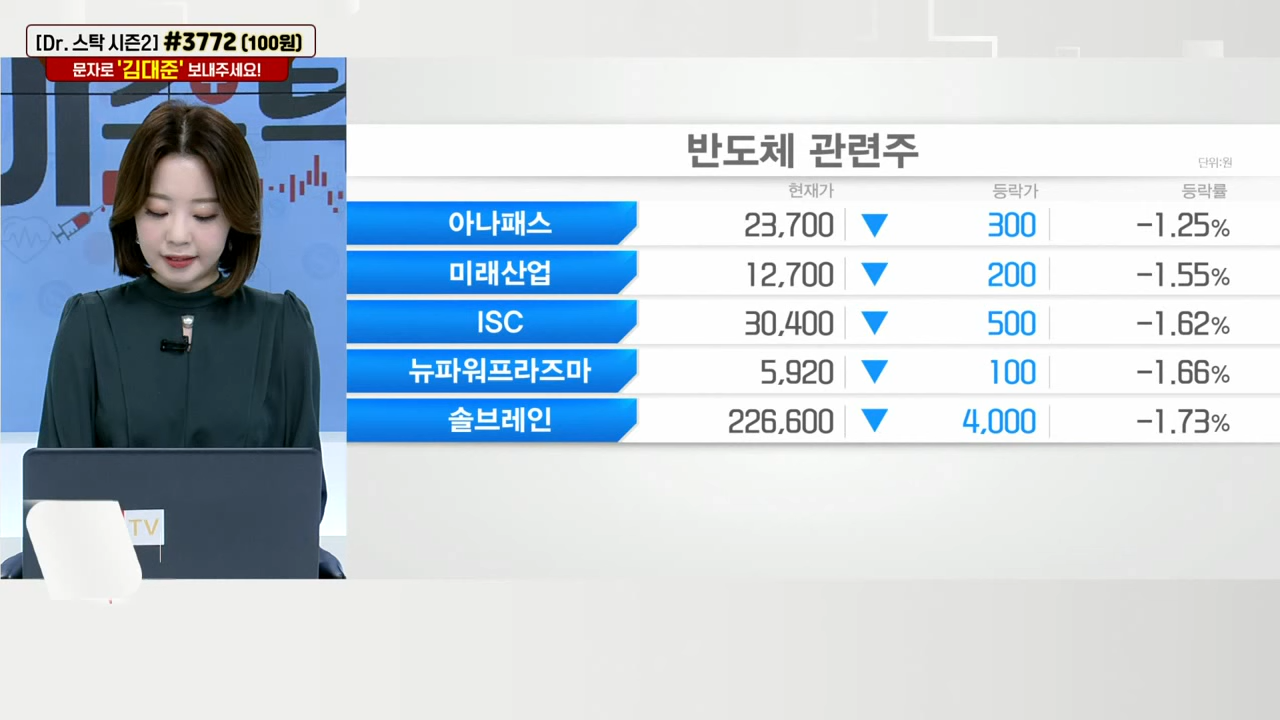 [Dr. 스탁 시즌2] #3772 (100원)
문자로 '김대준' 보내주세요!
반도체 관련주
단위:원
현재가 등락가 등락률
아나패스 23,700 ▼ 300 -1.25%
미래산업 12,700 ▼ 200 -1.55%
ISC 30,400 ▼ 500 -1.62%
뉴파워프라즈마 5,920 ▼ 100 -1.66%
솔브레인 226,600 ▼ 4,000 -1.73%
TV